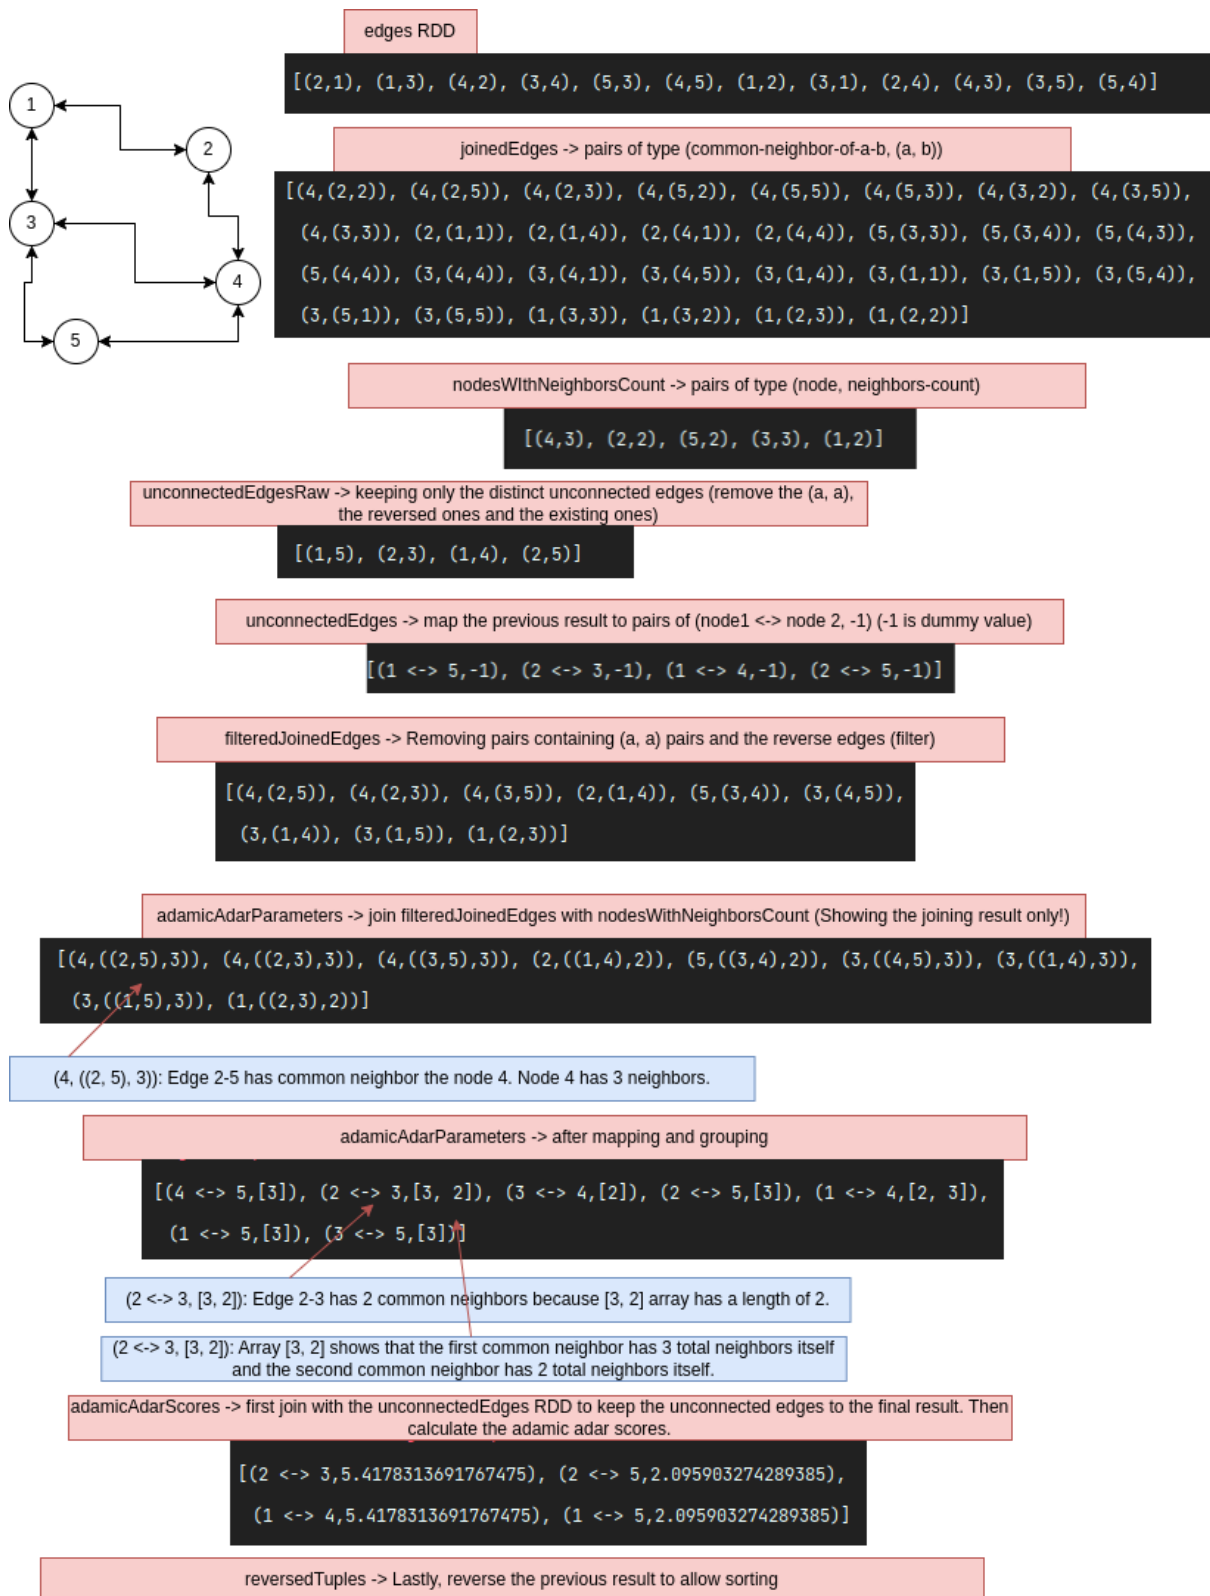 edges RDD
[(2,1), (1,3), (4,2), (3,4), (5,3), (4,5), (1,2), (3,1), (2,4), (4,3), (3,5), (5,4)]
1
2
3
4
5
joinedEdges -> pairs of type (common-neighbor-of-a-b, (a, b))
[(4,(2,2)), (4,(2,5)), (4,(2,3)), (4,(5,2)), (4,(5,5)), (4,(5,3)), (4,(3,2)), (4,(3,5)),
(4,(3,3)), (2,(1,1)), (2,(1,4)), (2,(4,1)), (2,(4,4)), (5,(3,3)), (5,(3,4)), (5,(4,3)),
(5,(4,4)), (3,(4,4)), (3,(4,1)), (3,(4,5)), (3,(1,4)), (3,(1,1)), (3,(1,5)), (3,(5,4)),
(3,(5,1)), (3,(5,5)), (1,(3,3)), (1,(3,2)), (1,(2,3)), (1,(2,2))]
nodesWIthNeighborsCount -> pairs of type (node, neighbors-count)
[(4,3), (2,2), (5,2), (3,3), (1,2)]
unconnectedEdgesRaw -> keeping only the distinct unconnected edges (remove the (a, a),
the reversed ones and the existing ones)
[(1,5), (2,3), (1,4), (2,5)]
unconnectedEdges -> map the previous result to pairs of (node1 <-> node 2, -1) (-1 is dummy value)
[(1 <-> 5,-1), (2 <-> 3,-1), (1 <-> 4,-1), (2 <-> 5,-1)]
filteredJoinedEdges -> Removing pairs containing (a, a) pairs and the reverse edges (filter)
[(4,(2,5)), (4,(2,3)), (4,(3,5)), (2,(1,4)), (5,(3,4)), (3,(4,5)),
(3,(1,4)), (3,(1,5)), (1,(2,3))]
adamicAdarParameters -> join filteredJoinedEdges with nodesWithNeighborsCount (Showing the joining result only!)
[(4,((2,5),3)), (4,((2,3),3)), (4,((3,5),3)), (2,((1,4),2)), (5,((3,4),2)), (3,((4,5),3)), (3,((1,4),3)),
(3,((1,5),3)), (1,((2,3),2))]
(4, ((2, 5), 3)): Edge 2-5 has common neighbor the node 4. Node 4 has 3 neighbors.
adamicAdarParameters -> after mapping and grouping
[(4 <-> 5,[3]), (2 <-> 3,[3, 2]), (3 <-> 4,[2]), (2 <-> 5,[3]), (1 <-> 4,[2, 3]),
(1 <-> 5,[3]), (3 <-> 5,[3])]
(2 <-> 3, [3, 2]): Edge 2-3 has 2 common neighbors because [3, 2] array has a length of 2.
(2 <-> 3, [3, 2]): Array [3, 2] shows that the first common neighbor has 3 total neighbors itself
and the second common neighbor has 2 total neighbors itself.
adamicAdarScores -> first join with the unconnectedEdges RDD to keep the unconnected edges to the final result. Then
calculate the adamic adar scores.
[(2 <-> 3,5.4178313691767475), (2 <-> 5,2.095903274289385),
(1 <-> 4,5.4178313691767475), (1 <-> 5,2.095903274289385)]
reversedTuples -> Lastly, reverse the previous result to allow sorting